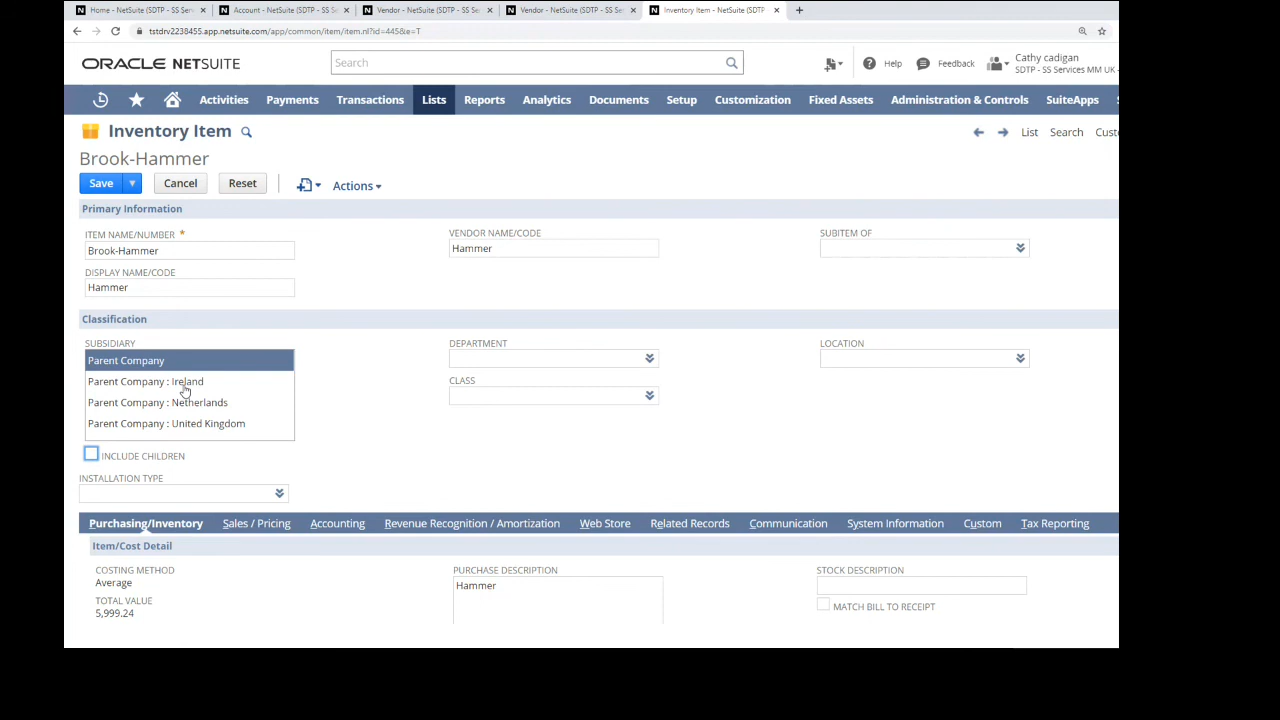 Home - NetSuite (SDTP - SS Serv
Account - NetSuite (SDTP - SS Se
Vendor - NetSuite (SDTP - SS Se
Vendor - NetSuite (SDTP - SS Se
Inventory Item - NetSuite (SDTP
tstdrv2238455.app.netsuite.com/app/common/item/item.nl?id=445&e=T
ORACLE NETSUITE
Search
Help
Feedback
Cathy cadigan
SDTP - SS Services MM UK -
Activities Payments Transactions Lists Reports Analytics Documents Setup Customization Fixed Assets Administration & Controls SuiteApps
Inventory Item
List Search Custo
Brook-Hammer
Save Cancel Reset Actions
Primary Information
ITEM NAME/NUMBER *
Brook-Hammer
DISPLAY NAME/CODE
Hammer
VENDOR NAME/CODE
Hammer
SUBITEM OF
Classification
SUBSIDIARY
Parent Company
Parent Company : Ireland
Parent Company : Netherlands
Parent Company : United Kingdom
INCLUDE CHILDREN
INSTALLATION TYPE
DEPARTMENT
CLASS
LOCATION
Purchasing/Inventory Sales / Pricing Accounting Revenue Recognition / Amortization Web Store Related Records Communication System Information Custom Tax Reporting
Item/Cost Detail
COSTING METHOD
Average
TOTAL VALUE
5,999.24
PURCHASE DESCRIPTION
Hammer
STOCK DESCRIPTION
MATCH BILL TO RECEIPT